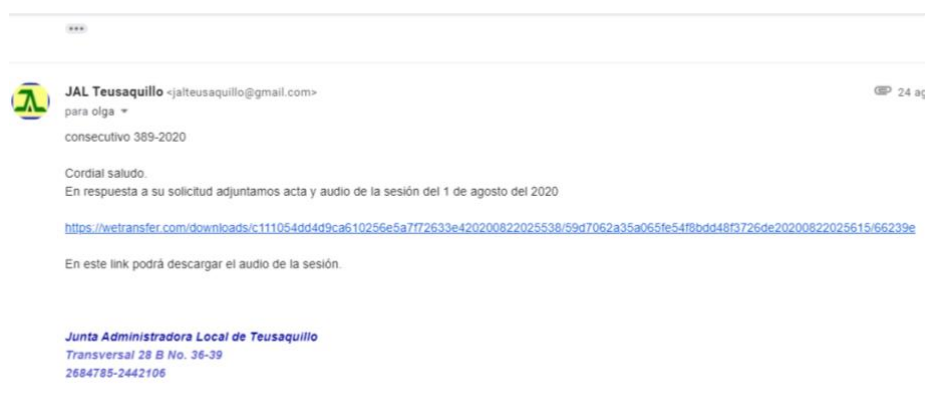 JAL Teusaquillo <jalteusaquillo@gmail.com>
24 ag
para olga
consecutivo 389-2020
Cordial saludo.
En respuesta a su solicitud adjuntamos acta y audio de la sesión del 1 de agosto del 2020
https://wetransfer.com/downloads/c111054dd4d9ca610256e5a7f72633e420200822025538/59d7062a35a065fe54f8bdd48f3726de20200822025615/66239e
En este link podrá descargar el audio de la sesión.
Junta Administradora Local de Teusaquillo
Transversal 28 B No. 36-39
2684785-2442106